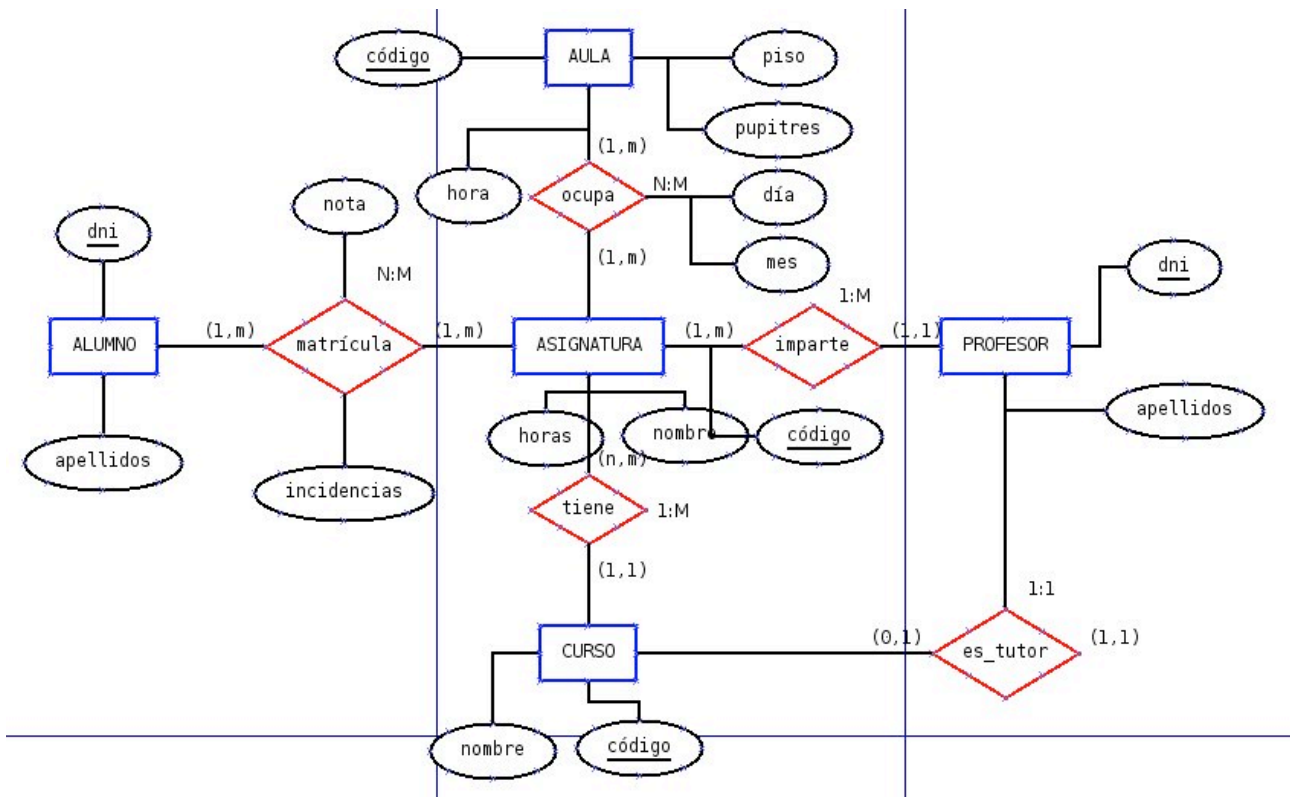 código
AULA
piso
pupitres
(1,m)
hora
ocupa
N:M
día
mes
(1,m)
nota
N:M
dni
dni
1:M
ALUMNO
(1,m)
matrícula
(1,m)
ASIGNATURA
(1,m)
imparte
(1,1)
PROFESOR
apellidos
apellidos
horas
nombre
código
incidencias
(n,m)
tiene
1:M
(1,1)
1:1
CURSO
(0,1)
es_tutor
(1,1)
nombre
código